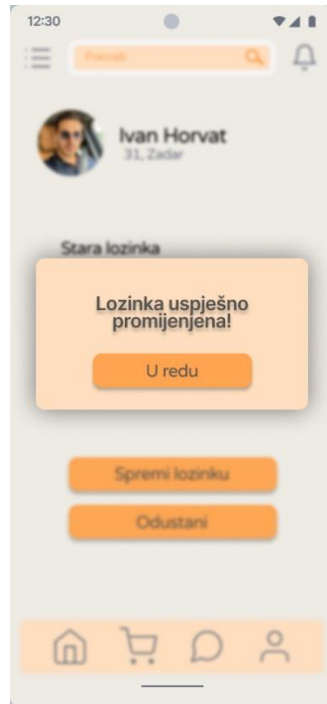 12:30
Pretraži
Ivan Horvat
31, Zadar
Stara lozinka
Lozinka uspješno
promijenjena!
U redu
Spremi lozinku
Odustani